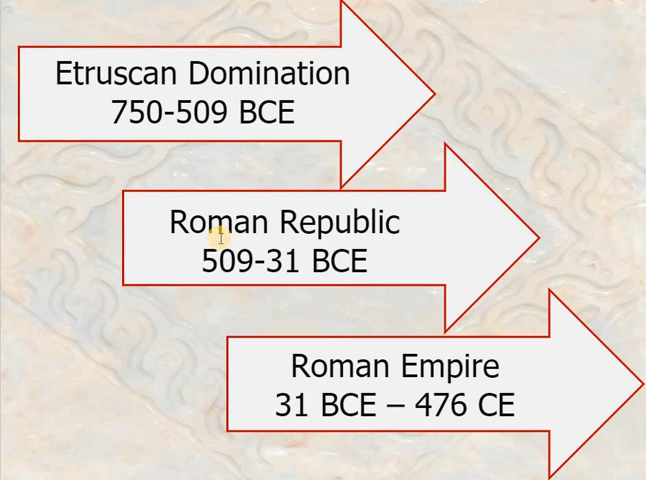 Etruscan Domination
750-509 BCE
Roman Republic
509-31 BCE
Roman Empire
31 BCE – 476 CE